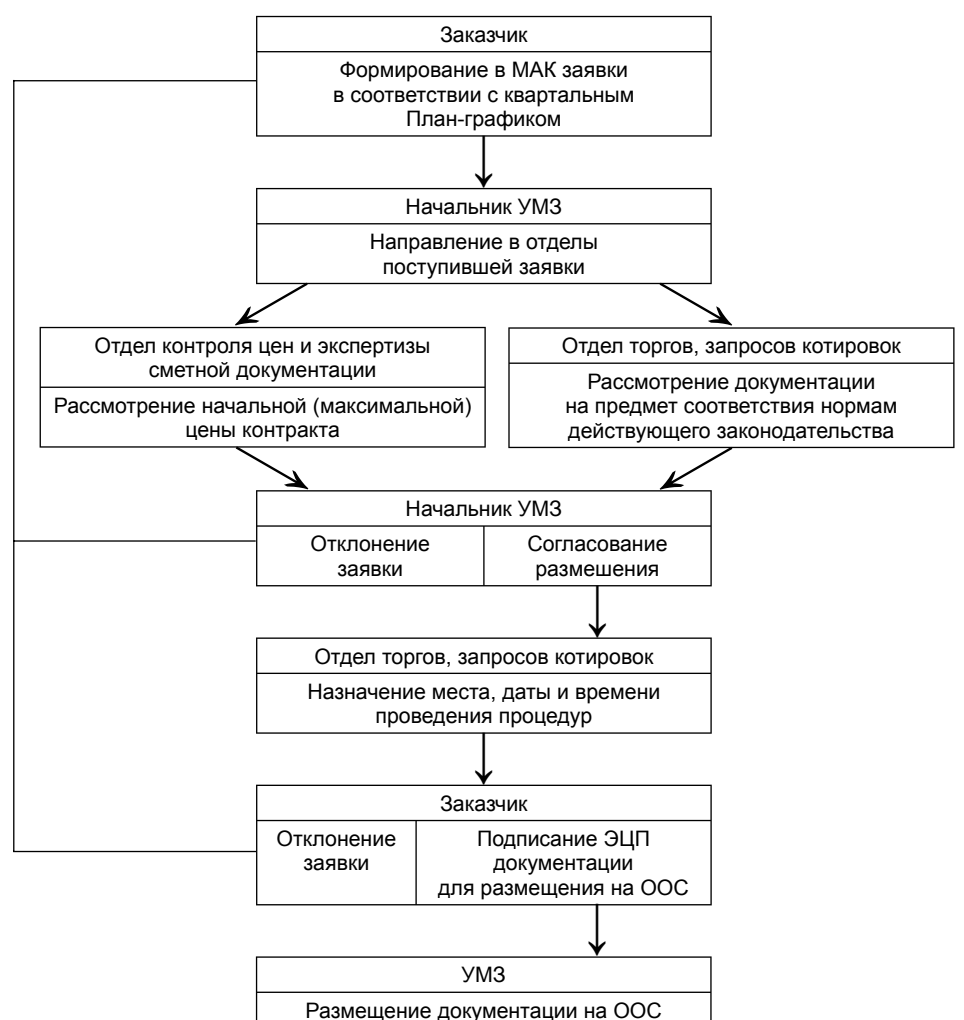 Заказчик
Формирование в МАК заявки
в соответствии с квартальным
План-графиком
Начальник УМЗ
Направление в отделы
поступившей заявки
Отдел контроля цен и экспертизы
сметной документации
Рассмотрение начальной (максимальной)
цены контракта
Отдел торгов, запросов котировок
Рассмотрение документации
на предмет соответствия нормам
действующего законодательства
Начальник УМЗ
Отклонение
заявки
Согласование
размешения
Отдел торгов, запросов котировок
Назначение места, даты и времени
проведения процедур
Заказчик
Отклонение
заявки
Подписание ЭЦП
документации
для размещения на ООС
УМЗ
Размещение документации на ООС